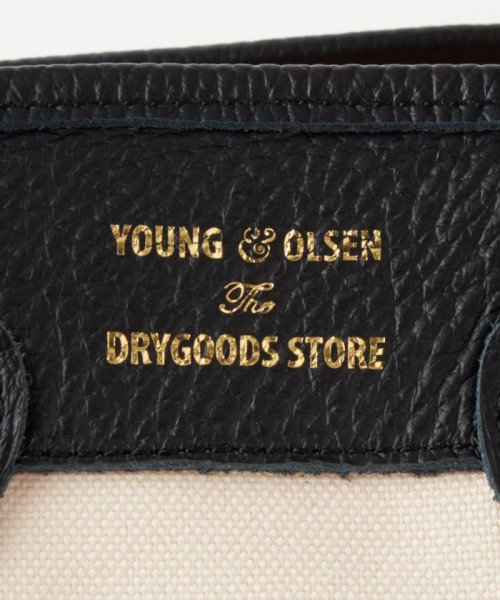 YOUNG & OLSEN
The
DRYGOODS STORE